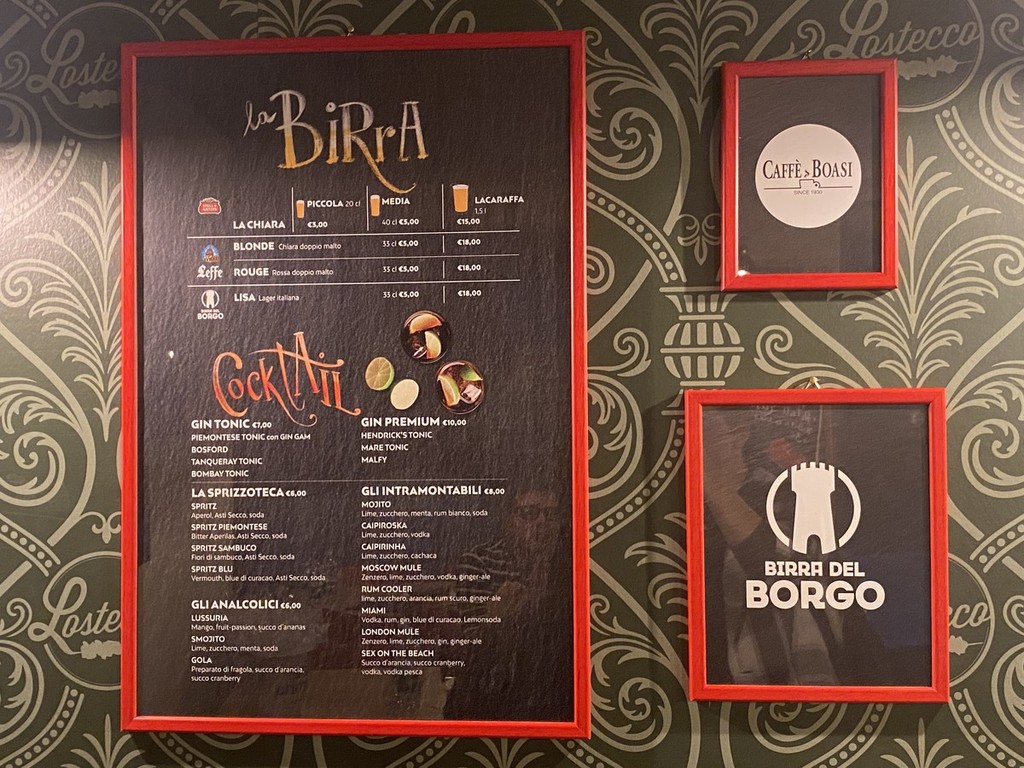 la BiRrA
STELLA ARTOIS
PICCOLA 20 cl
MEDIA
LACARAFFA
1,5 l
LA CHIARA €3,00 40 cl €5,00 €15,00
BLONDE Chiara doppio malto 33 cl €5,00 €18,00
Leffe
ROUGE Rossa doppio malto 33 cl €5,00 €18,00
LISA Lager italiana 33 cl €5,00 €18,00
BIRRA DEL
BORGO
CockTAiL
GIN TONIC €7,00
PIEMONTESE TONIC con GIN GAM
BOSFORD
TANQUERAY TONIC
BOMBAY TONIC
GIN PREMIUM €10,00
HENDRICK'S TONIC
MARE TONIC
MALFY
LA SPRIZZOTECA €6,00
SPRITZ
Aperol, Asti Secco, soda
SPRITZ PIEMONTESE
Bitter Aperilas, Asti Secco, soda
SPRITZ SAMBUCO
Fiori di sambuco, Asti Secco, soda
SPRITZ BLU
Vermouth, blue di curacao, Asti Secco, soda
GLI ANALCOLICI €6,00
LUSSURIA
Mango, fruit-passion, succo d'ananas
SMOJITO
Lime, zucchero, menta, soda
GOLA
Preparato di fragola, succo d'arancia,
succo cranberry
GLI INTRAMONTABILI €8,00
MOJITO
Lime, zucchero, menta, rum bianco, soda
CAIPIROSKA
Lime, zucchero, vodka
CAIPIRINHA
Lime, zucchero, cachaca
MOSCOW MULE
Zenzero, lime, zucchero, vodka, ginger-ale
RUM COOLER
lime, zucchero, arancia, rum scuro, ginger-ale
MIAMI
Vodka, rum, gin, blue di curacao, Lemonsoda
LONDON MULE
Zenzero, lime, zucchero, gin, ginger-ale
SEX ON THE BEACH
Succo d'arancia, succo cranberry,
vodka, vodka pesca
Lostecco
CAFFÈ BOASI
SINCE 1930
BIRRA DEL
BORGO